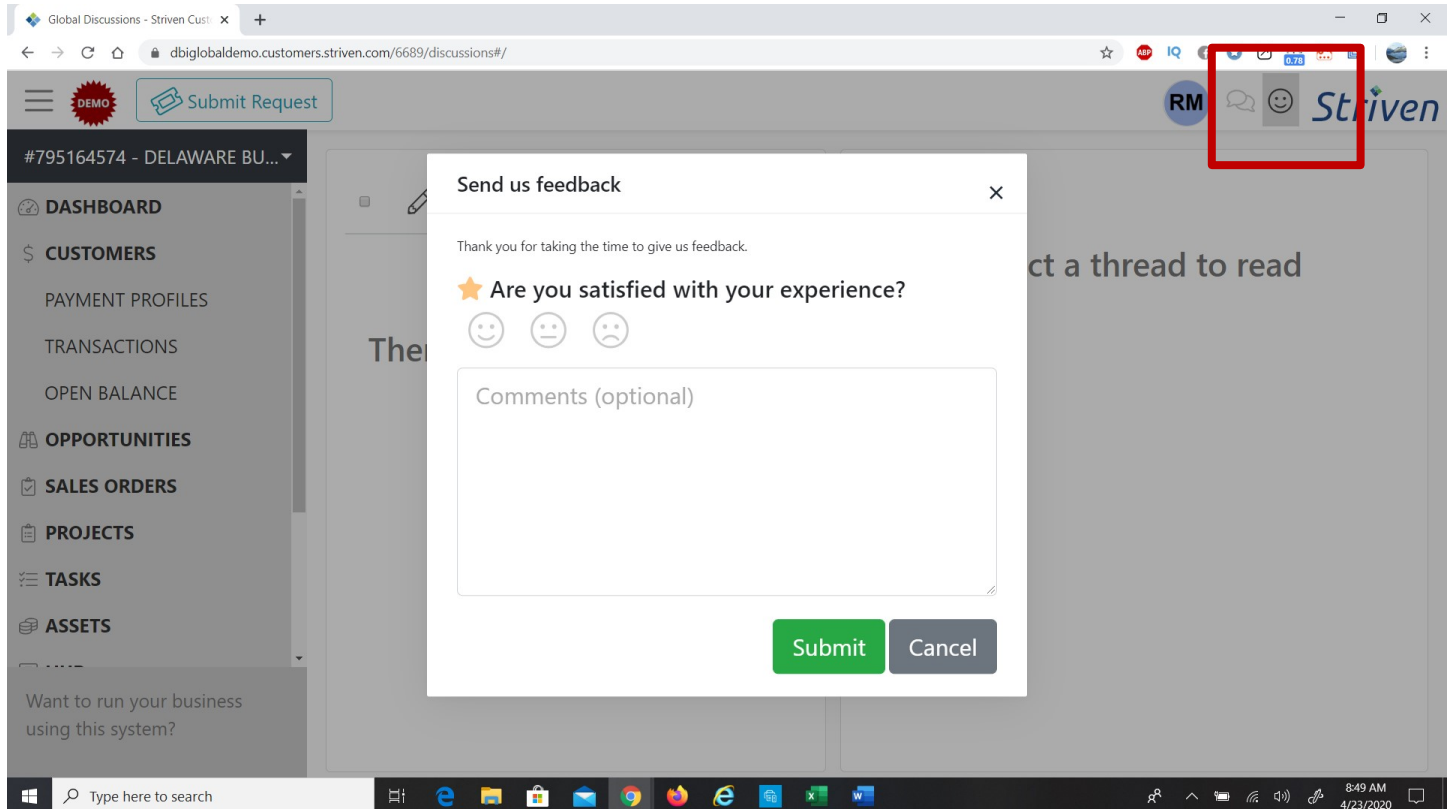 Global Discussions - Striven Cust
dbiglobaldemo.customers.striven.com/6689/discussions#/
ABP
IQ
0.78
DEMO
Submit Request
RM
Striven
#795164574 - DELAWARE BU...
DASHBOARD
$ CUSTOMERS
PAYMENT PROFILES
TRANSACTIONS
OPEN BALANCE
OPPORTUNITIES
SALES ORDERS
PROJECTS
TASKS
ASSETS
Want to run your business
using this system?
Send us feedback
Thank you for taking the time to give us feedback.
Are you satisfied with your experience?
Comments (optional)
Submit Cancel
Ther
ct a thread to read
Type here to search
8:49 AM
4/23/2020